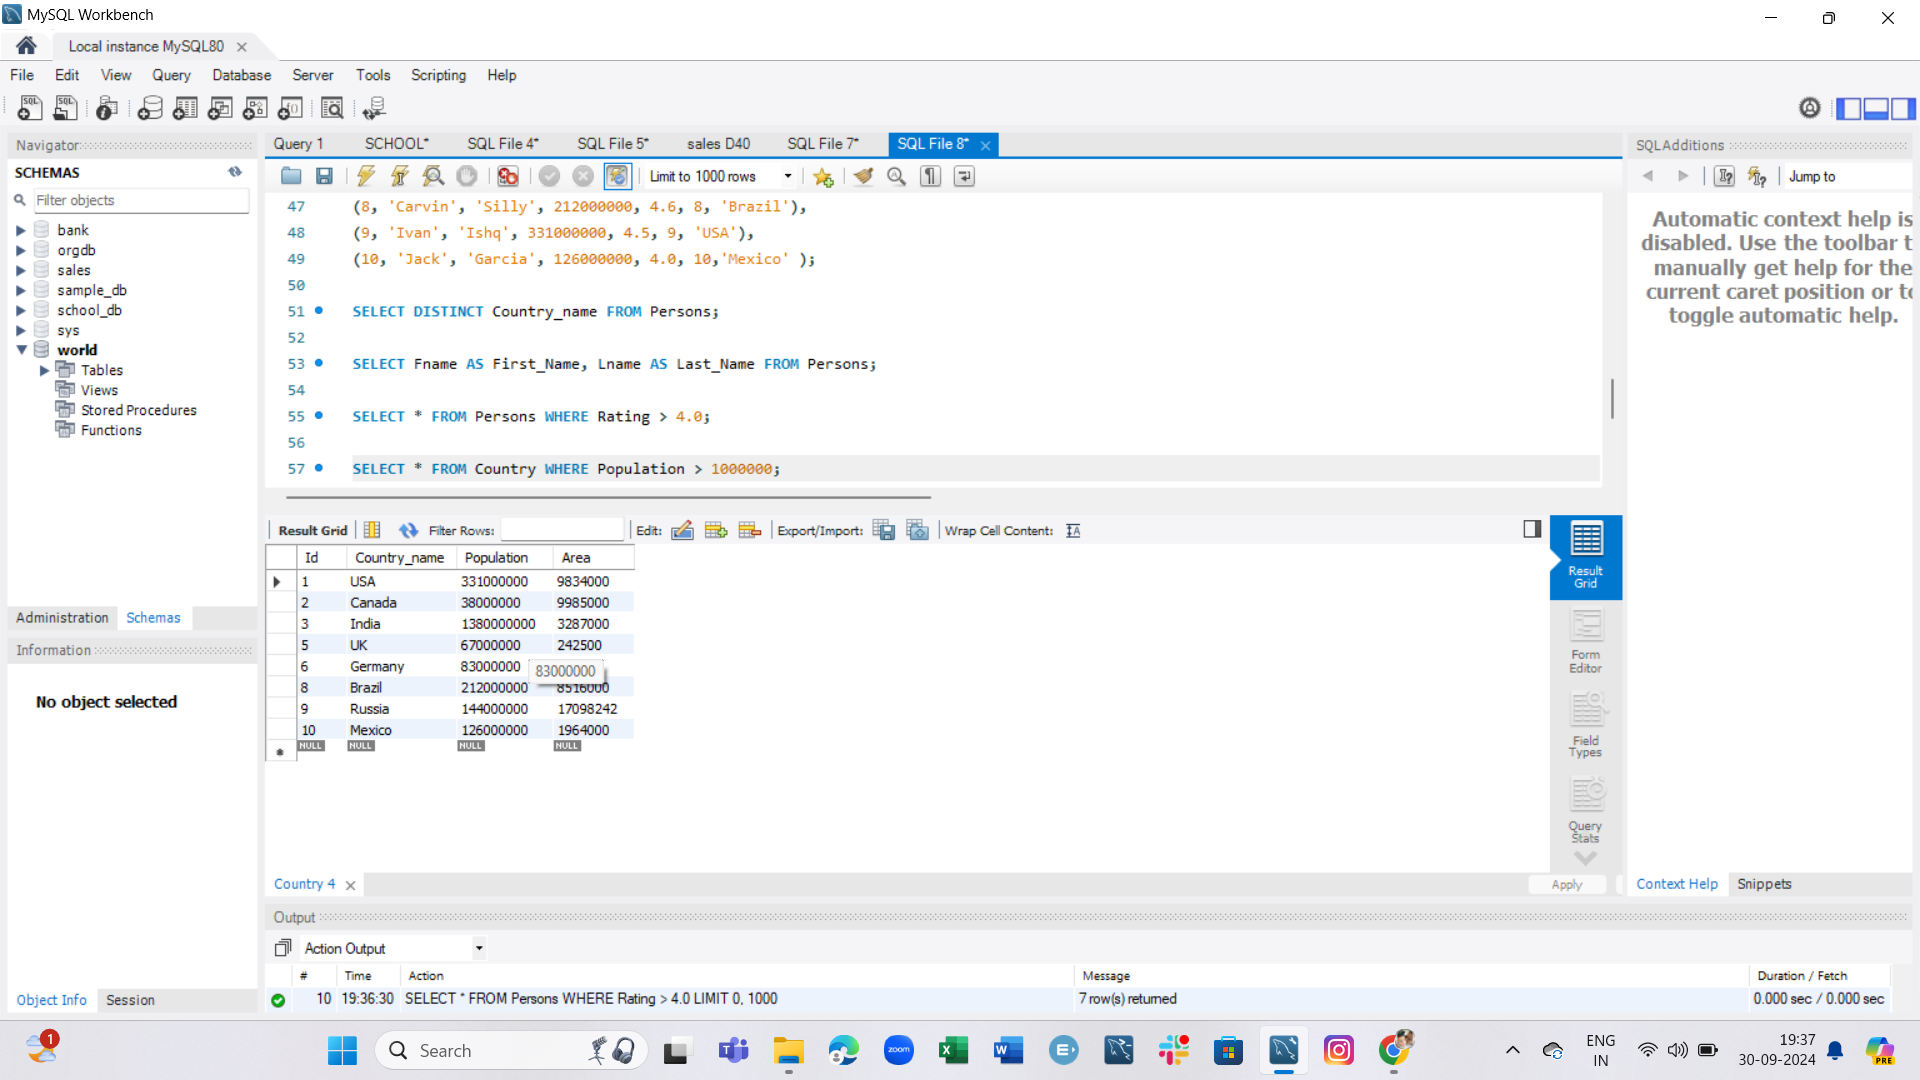 MySQL Workbench
Local instance MySQL80
File Edit View Query Database Server Tools Scripting Help
Navigator
SCHEMAS
Filter objects
bank
orgdb
sales
sample_db
school_db
sys
world
Tables
Views
Stored Procedures
Functions
Administration Schemas
Information
No object selected
Object Info Session
Query 1 SCHOOL* SQL File 4* SQL File 5* sales D40 SQL File 7* SQL File 8*
Limit to 1000 rows
47 (8, 'Carvin', 'Silly', 212000000, 4.6, 8, 'Brazil'),
48 (9, 'Ivan', 'Ishq', 331000000, 4.5, 9, 'USA'),
49 (10, 'Jack', 'Garcia', 126000000, 4.0, 10,'Mexico' );
50
51 SELECT DISTINCT Country_name FROM Persons;
52
53 SELECT Fname AS First_Name, Lname AS Last_Name FROM Persons;
54
55 SELECT * FROM Persons WHERE Rating > 4.0;
56
57 SELECT * FROM Country WHERE Population > 1000000;
Result Grid Filter Rows: Edit: Export/Import: Wrap Cell Content:
Id Country_name Population Area
1 USA 331000000 9834000
2 Canada 38000000 9985000
3 India 1380000000 3287000
5 UK 67000000 242500
6 Germany 83000000
83000000
8 Brazil 212000000 8516000
9 Russia 144000000 17098242
10 Mexico 126000000 1964000
NULL NULL NULL NULL
Result
Grid
Form
Editor
Field
Types
Query
Stats
Country 4
Apply
SQLAdditions
Jump to
Automatic context help is
disabled. Use the toolbar t
manually get help for the
current caret position or to
toggle automatic help.
Context Help Snippets
Output
Action Output
# Time Action Message Duration / Fetch
10 19:36:30 SELECT * FROM Persons WHERE Rating > 4.0 LIMIT 0, 1000 7 row(s) returned 0.000 sec / 0.000 sec
1
Search
zoom
ENG
IN
19:37
30-09-2024
PRE